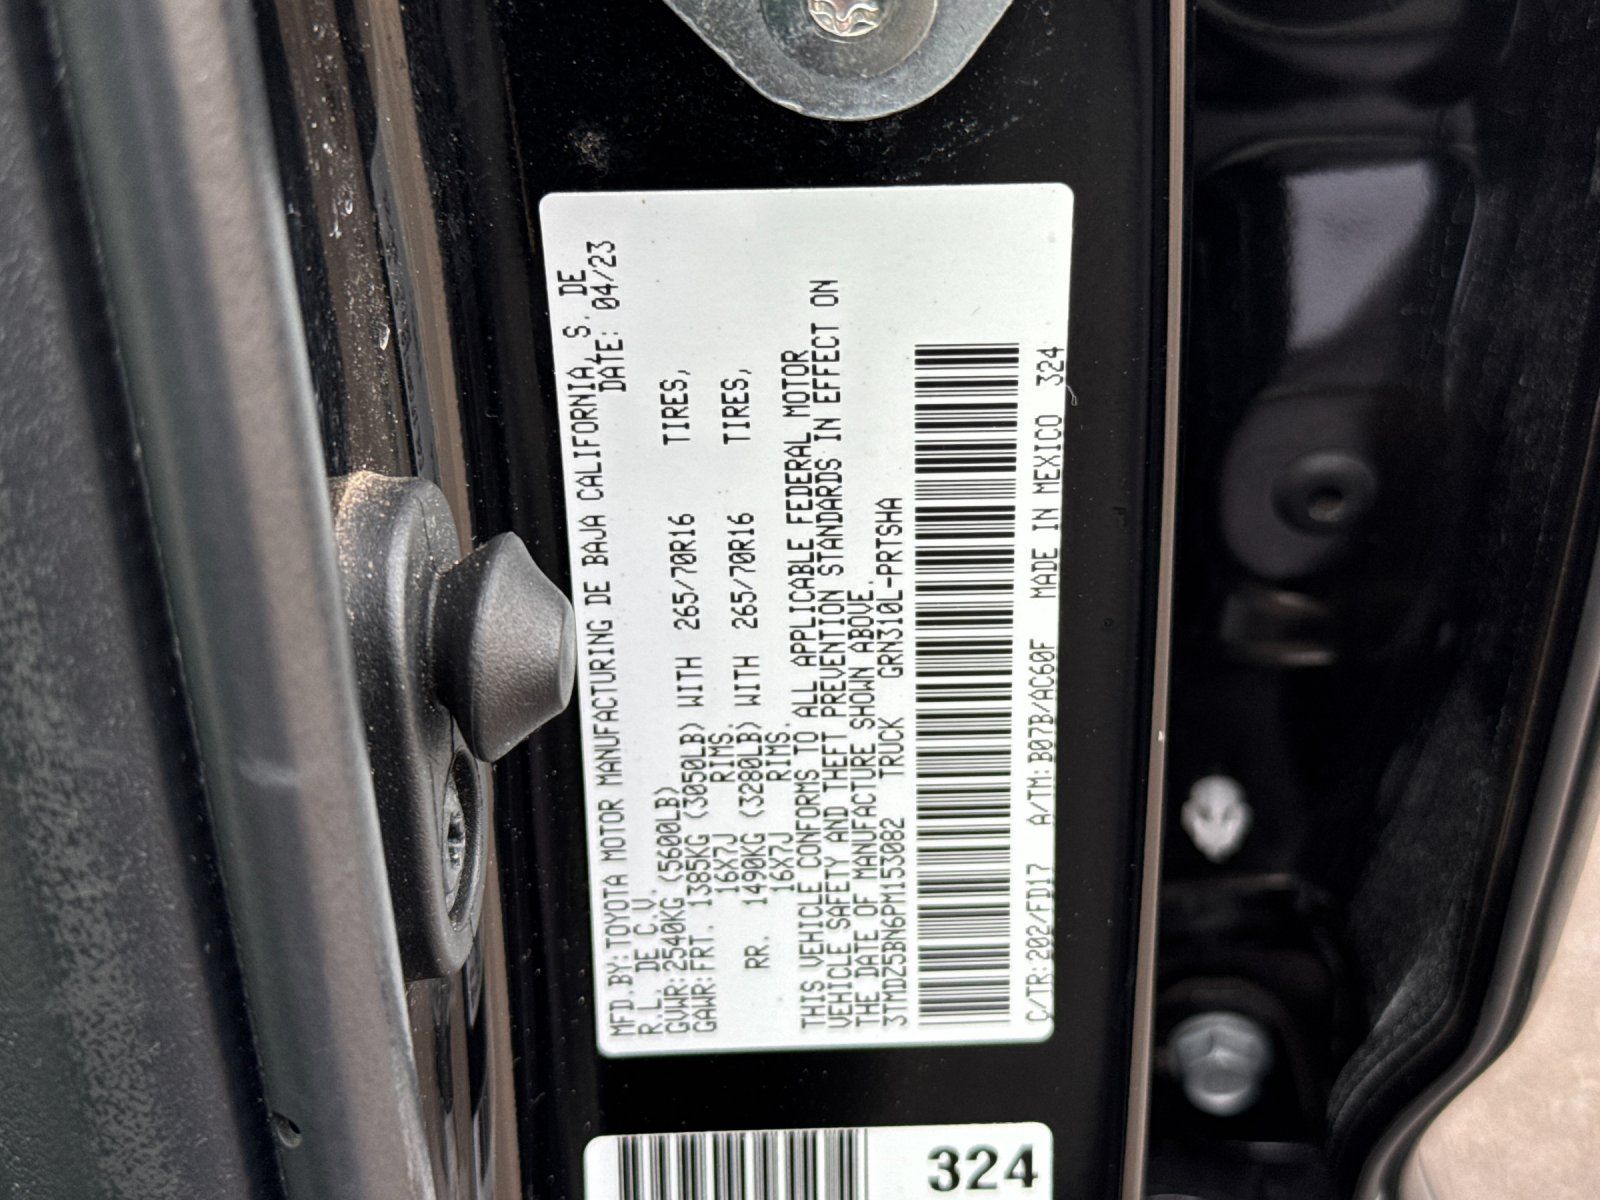 MFD.BY:TOYOTA MOTOR MANUFACTURING DE BAJA CALIFORNIA, S. DE
R.L. DE C.V. DATE: 04/23
GVWR:2540KG (5600LB)
GAWR:FRT. 1385KG (3050LB) WITH 265/70R16 TIRES,
16X7J RIMS.
RR. 1490KG (3280LB) WITH 265/70R16 TIRES,
16X7J RIMS.
THIS VEHICLE CONFORMS TO ALL APPLICABLE FEDERAL MOTOR
VEHICLE SAFETY AND THEFT PREVENTION STANDARDS IN EFFECT ON
THE DATE OF MANUFACTURE SHOWN ABOVE.
3TMDZ5BN6PM153082 TRUCK GRN310L-PRTSHA
C/TR:202/FD17 A/TM:B07B/AC60F MADE IN MEXICO 324
324